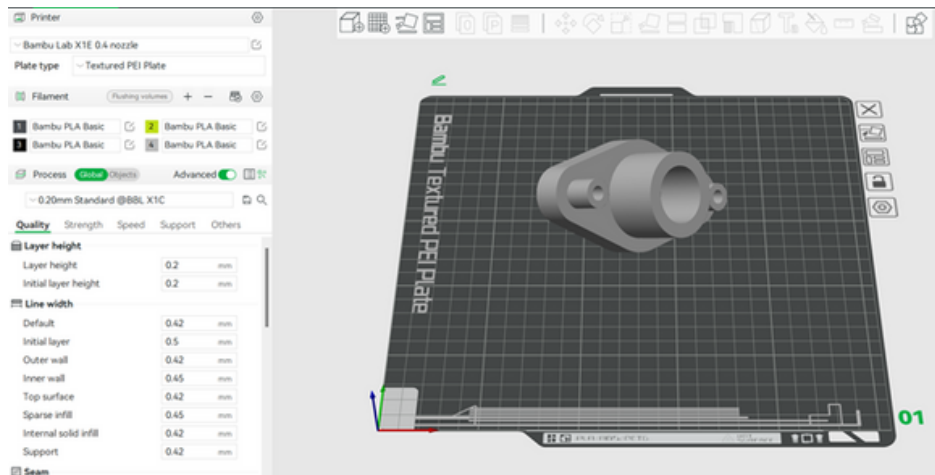 Printer
Bambu Lab X1E 0.4 nozzle
Plate type Textured PEI Plate
Filament Flushing volumes + −
1 Bambu PLA Basic 2 Bambu PLA Basic
3 Bambu PLA Basic 4 Bambu PLA Basic
Process Global Objects Advanced
0.20mm Standard @BBL X1C
Quality Strength Speed Support Others
Layer height
Layer height 0.2 mm
Initial layer height 0.2 mm
Line width
Default 0.42 mm
Initial layer 0.5 mm
Outer wall 0.42 mm
Inner wall 0.45 mm
Top surface 0.42 mm
Sparse infill 0.45 mm
Internal solid infill 0.42 mm
Support 0.42 mm
Seam
Bambu Textured PEI Plate
01